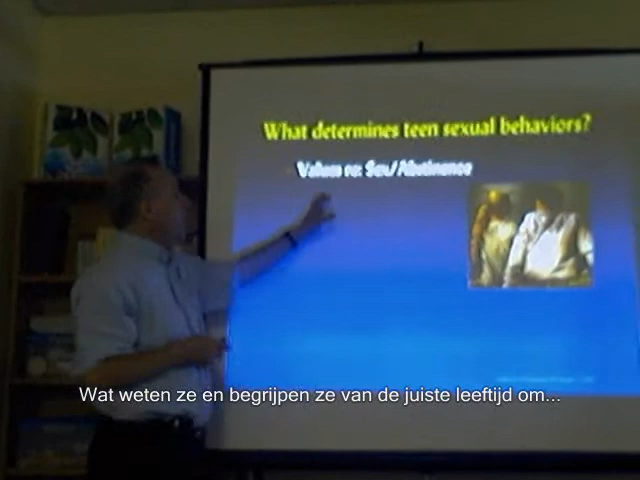 What determines teen sexual behaviors?
Values re: Sex/Abstinence
Wat weten ze en begrijpen ze van de juiste leeftijd om...